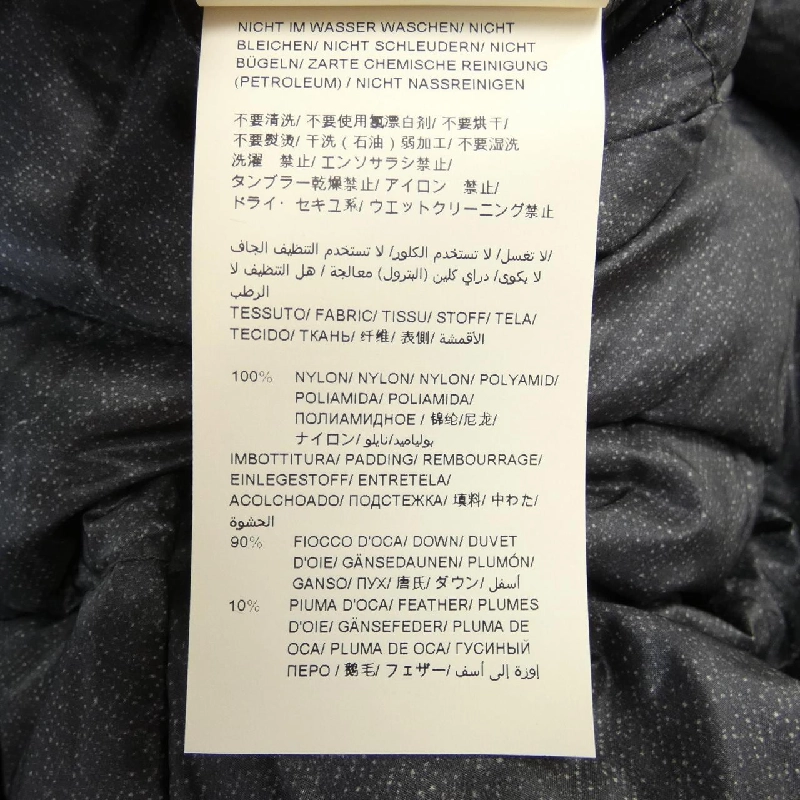 NICHT IM WASSER WASCHEN/ NICHT
BLEICHEN/ NICHT SCHLEUDERN/ NICHT
BÜGELN/ ZARTE CHEMISCHE REINIGUNG
(PETROLEUM) / NICHT NASSREINIGEN
不要清洗/ 不要使用氯漂白剂/ 不要烘干/
不要熨烫/ 干洗（石油）弱加工/ 不要湿洗
洗濯　禁止/ エンソサラシ禁止/
タンブラー乾燥禁止/ アイロン　禁止/
ドライ・ セキユ系/ ウエットクリーニング禁止
لا تغسل/ لا تستخدم الكلور/ لا تستخدم التنظيف الجاف/
لا يكوى/ دراي كلين (البترول) معالجة / هل التنظيف لا
الرطب
TESSUTO/ FABRIC/ TISSU/ STOFF/ TELA/
TECIDO/ ТКАНЬ/ 纤维/ 表側/ الأقمشة
100% NYLON/ NYLON/ NYLON/ POLYAMID/
POLIAMIDA/ POLIAMIDA/
ПОЛИАМИДНОЕ / 锦纶/尼龙/
ナイロン/ بولياميد/نايلو
IMBOTTITURA/ PADDING/ REMBOURRAGE/
EINLEGESTOFF/ ENTRETELA/
ACOLCHOADO/ ПОДСТЕЖКА/ 填料/ 中わた/
الحشوة
90% FIOCCO D'OCA/ DOWN/ DUVET
D'OIE/ GÄNSEDAUNEN/ PLUMÓN/
GANSO/ ПУХ/ 唐氏/ ダウン/ أسفل
10% PIUMA D'OCA/ FEATHER/ PLUMES
D'OIE/ GÄNSEFEDER/ PLUMA DE
OCA/ PLUMA DE OCA/ ГУСИНЫЙ
ПЕРО / 鹅毛/ フェザー/ إوزة إلى أسف